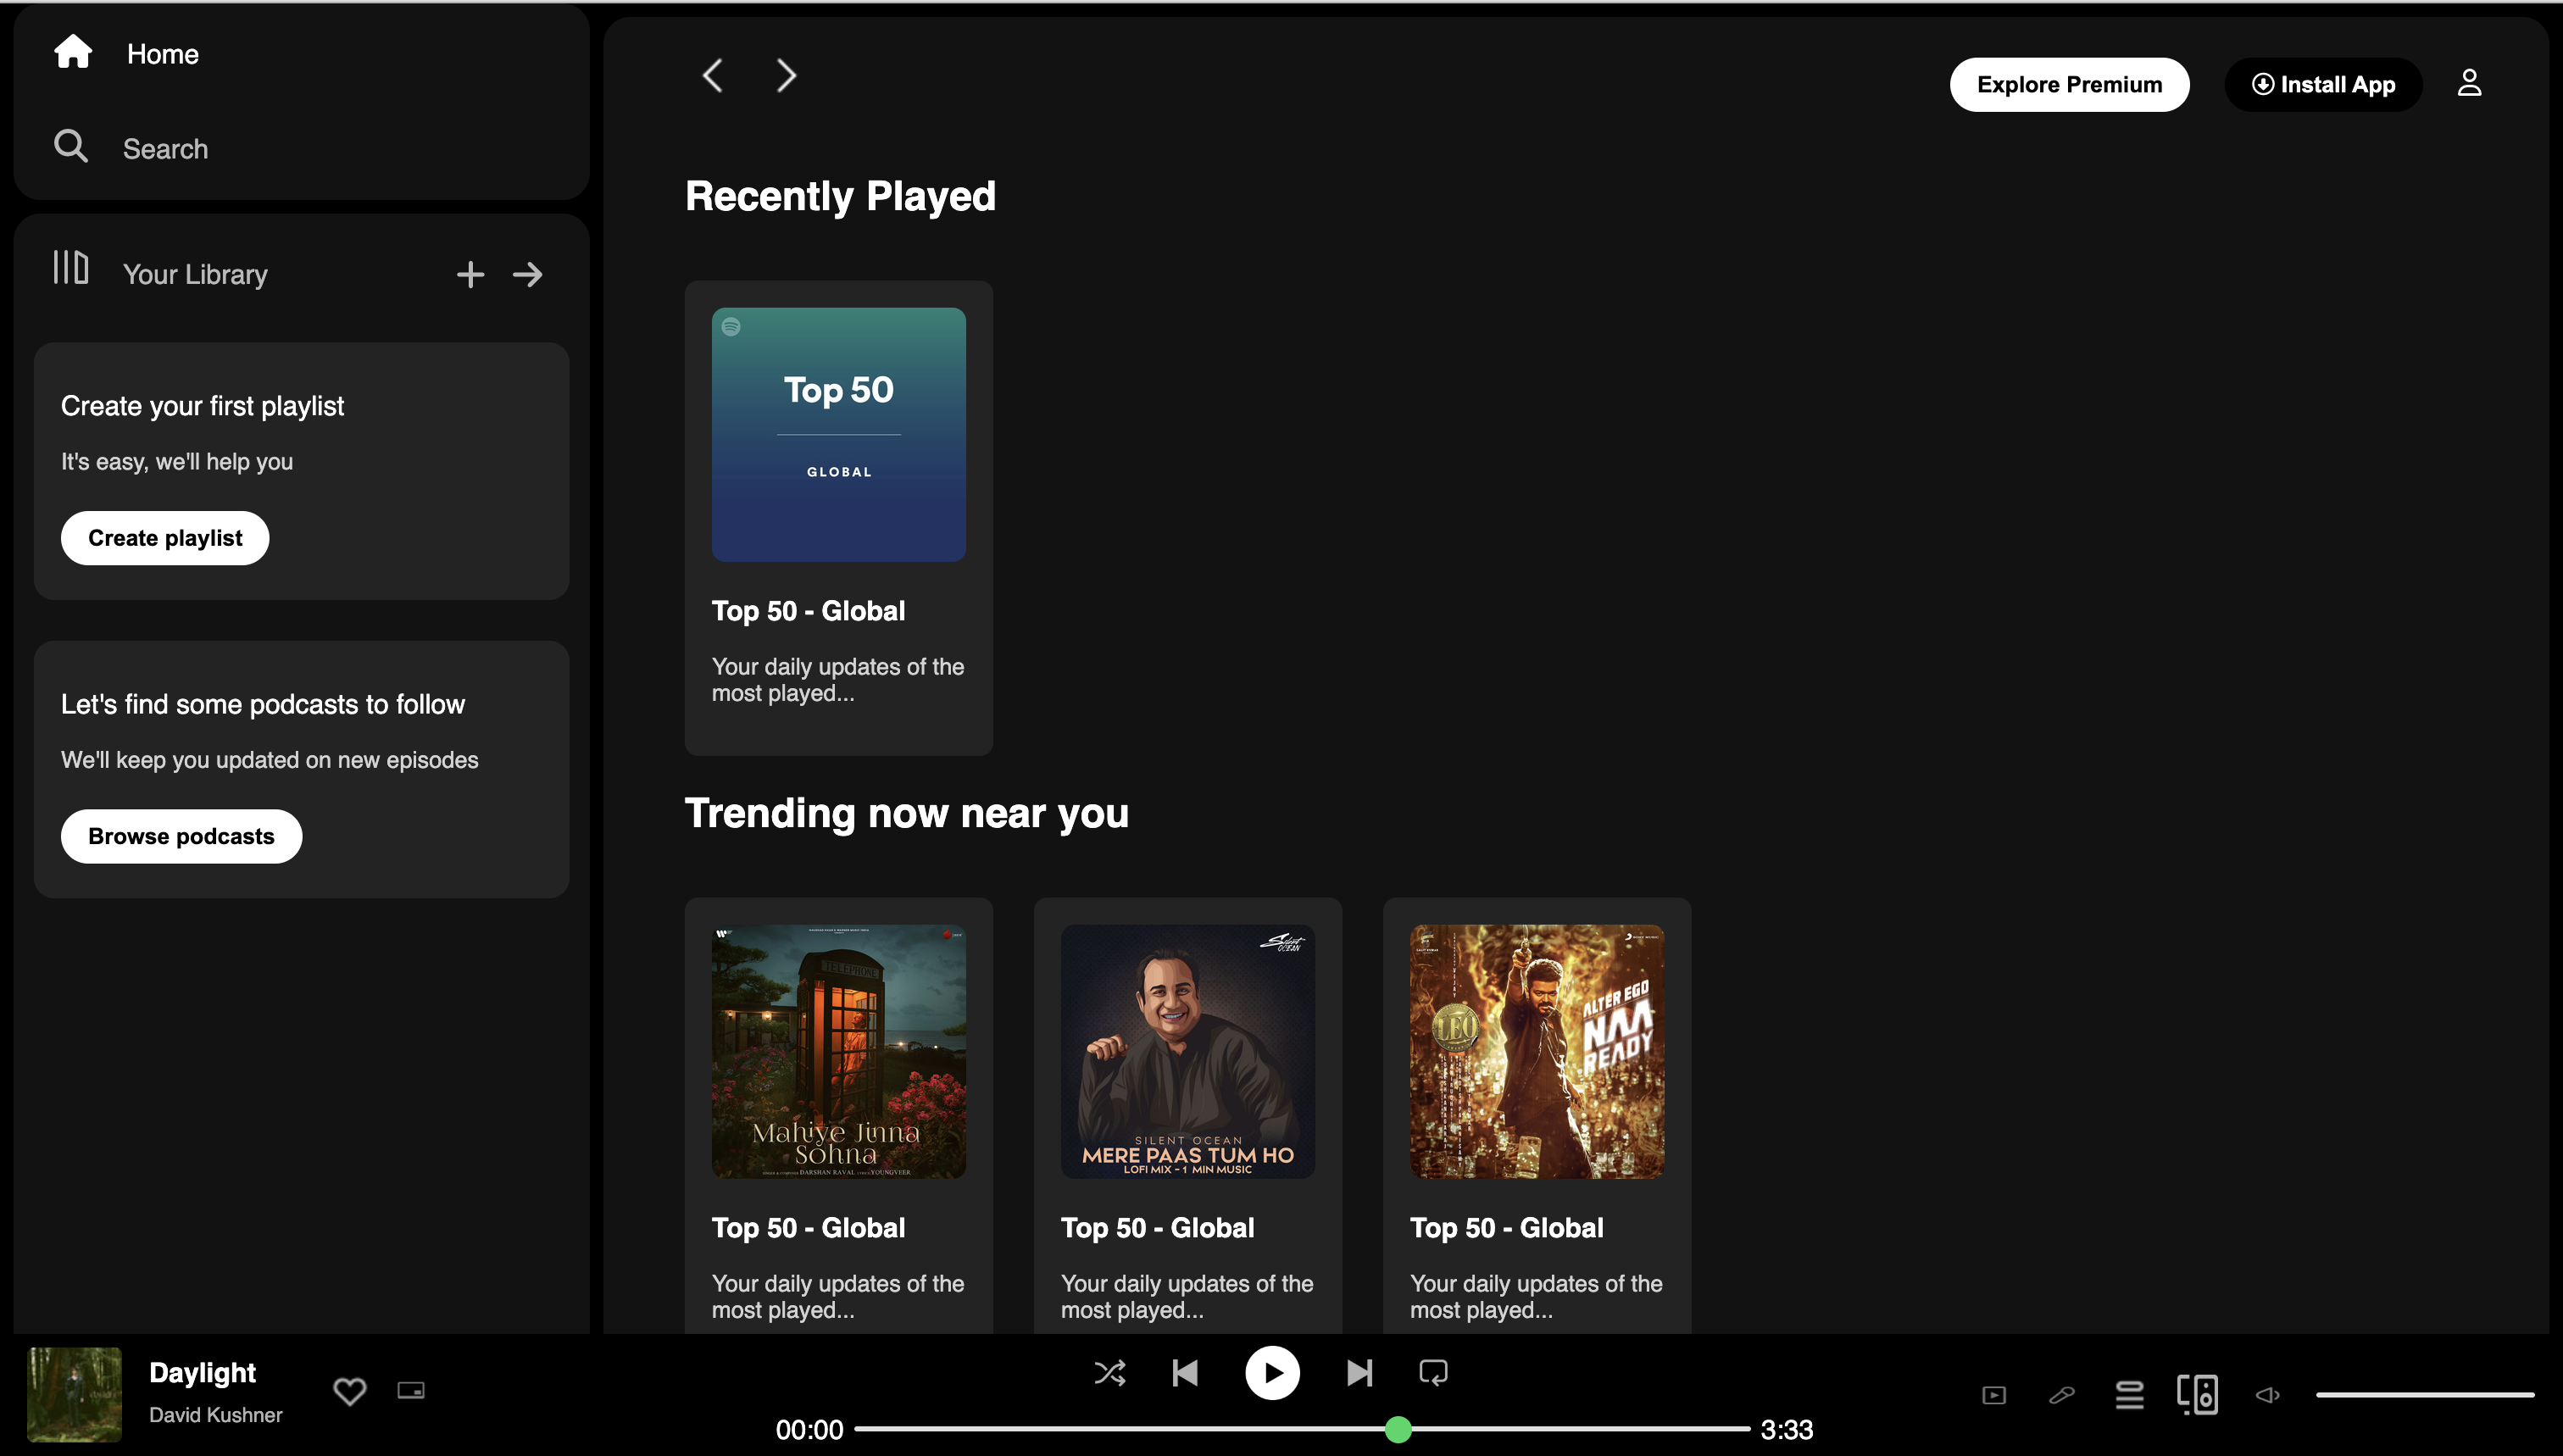 Home
Search
Your Library
Create your first playlist
It's easy, we'll help you
Create playlist
Let's find some podcasts to follow
We'll keep you updated on new episodes
Browse podcasts
Explore Premium
Install App
Recently Played
Top 50
GLOBAL
Top 50 - Global
Your daily updates of the
most played...
Trending now near you
TELEPHONE
Mahiye Jinna
Sohna
DARSHAN RAVAL
YOUNGVEER
Top 50 - Global
Your daily updates of the
most played...
Silent
OCEAN
SILENT OCEAN
MERE PAAS TUM HO
LOFI MIX - 1 MIN MUSIC
Top 50 - Global
Your daily updates of the
most played...
LEO
ALTER EGO
NAA
READY
Top 50 - Global
Your daily updates of the
most played...
Daylight
David Kushner
00:00
3:33